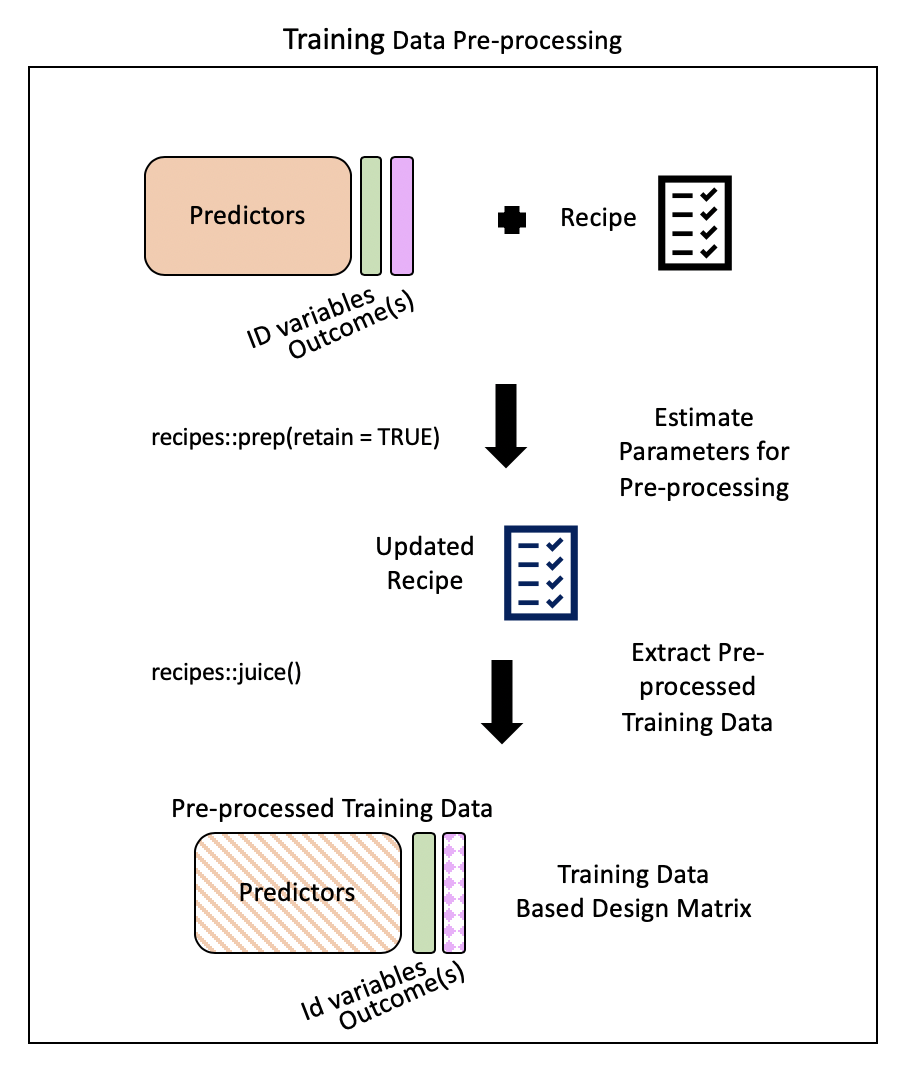 Training Data Pre-processing
Predictors
Recipe
ID variables
Outcome(s)
recipes::prep(retain = TRUE)
Estimate
Parameters for
Pre-processing
Updated
Recipe
recipes::juice()
Extract Pre-
processed
Training Data
Pre-processed Training Data
Predictors
Training Data
Based Design Matrix
Id variables
Outcome(s)